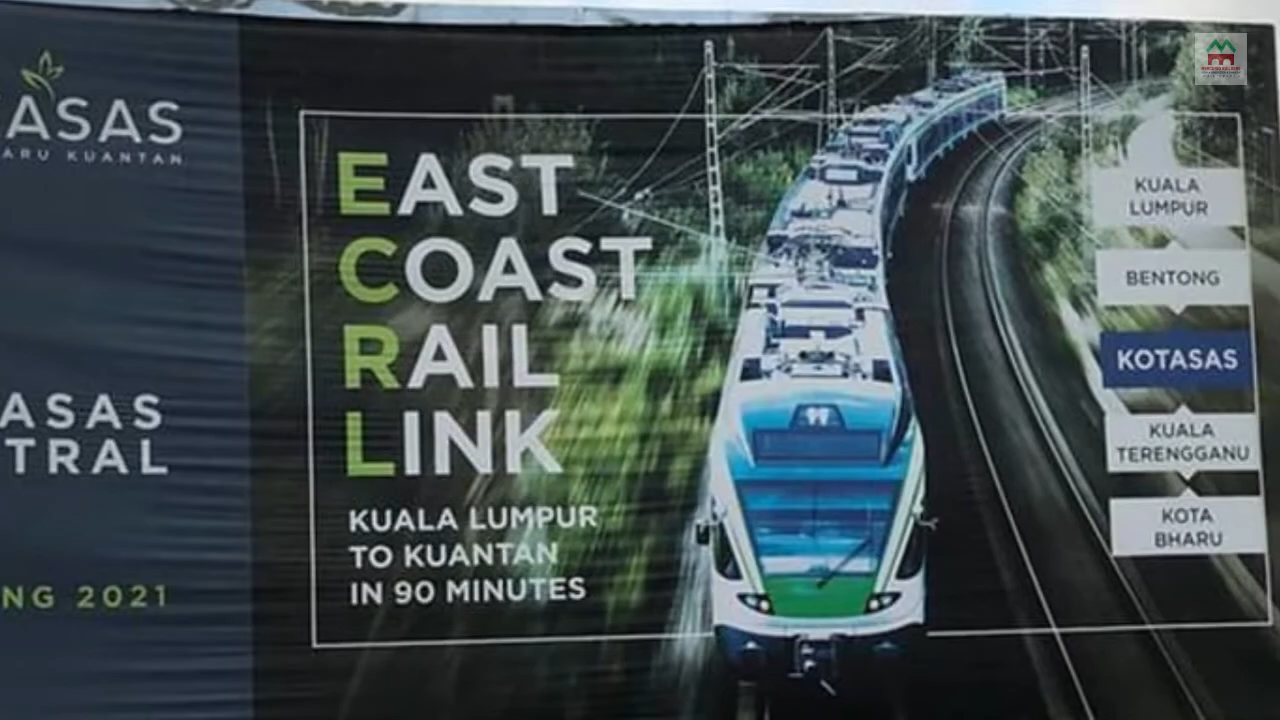 ASAS
ARU KUANTAN
ASAS
TRAL
NG 2021
EAST
COAST
RAIL
LINK
KUALA LUMPUR
TO KUANTAN
IN 90 MINUTES
KUALA
LUMPUR
BENTONG
KOTASAS
KUALA
TERENGGANU
KOTA
BHARU